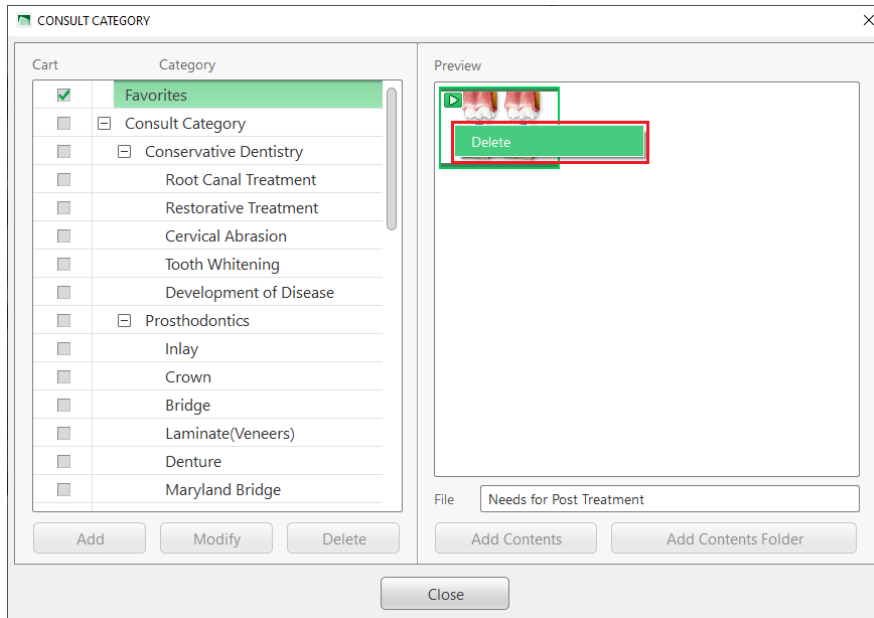 CONSULT CATEGORY
Cart Category
Favorites
Consult Category
Conservative Dentistry
Root Canal Treatment
Restorative Treatment
Cervical Abrasion
Tooth Whitening
Development of Disease
Prosthodontics
Inlay
Crown
Bridge
Laminate(Veneers)
Denture
Maryland Bridge
Add Modify Delete
Preview
Delete
File Needs for Post Treatment
Add Contents Add Contents Folder
Close